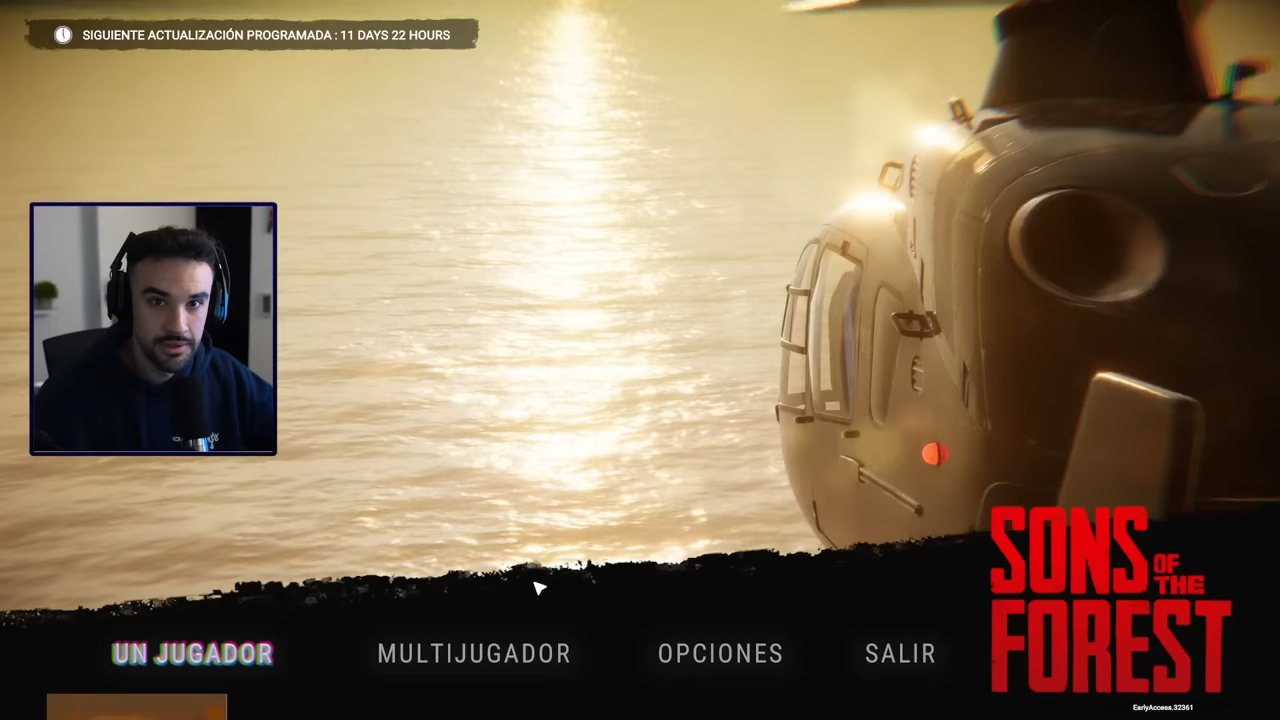 SIGUIENTE ACTUALIZACIÓN PROGRAMADA : 11 DAYS 22 HOURS
UN JUGADOR
MULTIJUGADOR
OPCIONES
SALIR
SONS
OF
THE
FOREST
EarlyAccess.32361